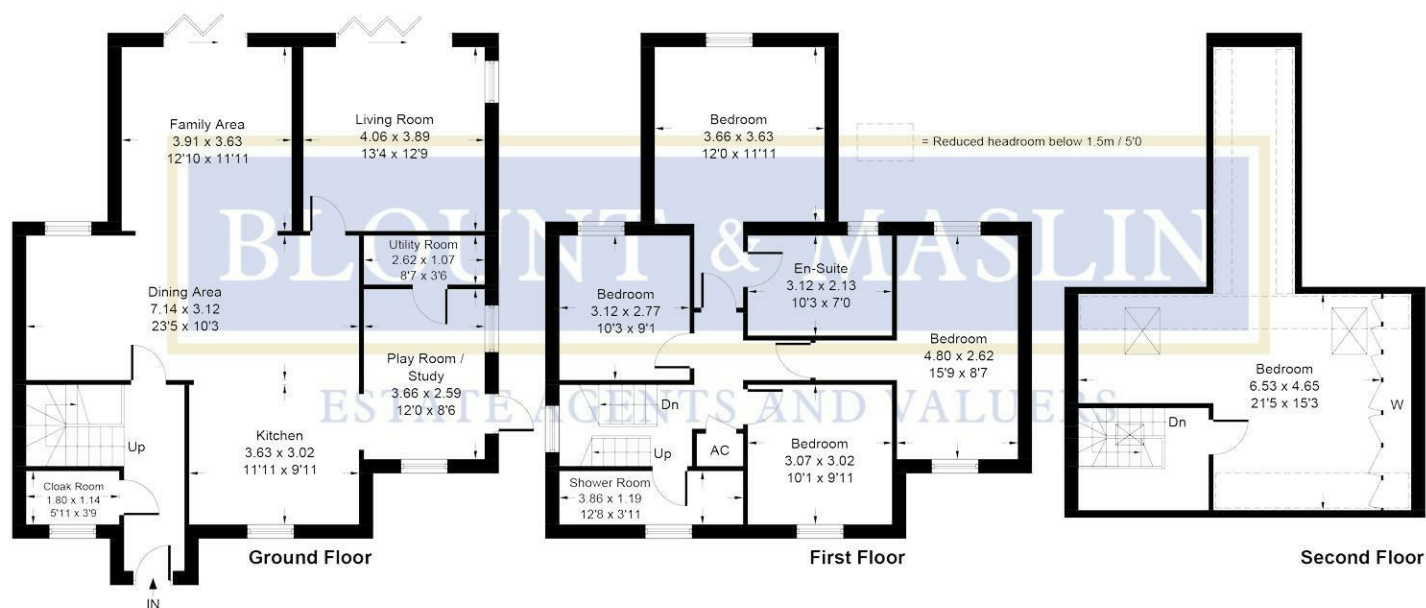 Family Area
3.91 x 3.63
12'10 x 11'11
Living Room
4.06 x 3.89
13'4 x 12'9
Utility Room
2.62 x 1.07
8'7 x 3'6
Dining Area
7.14 x 3.12
23'5 x 10'3
Play Room /
Study
3.66 x 2.59
12'0 x 8'6
Up
Kitchen
3.63 x 3.02
11'11 x 9'11
Cloak Room
1.80 x 1.14
5'11 x 3'9
Ground Floor
IN
Bedroom
3.66 x 3.63
12'0 x 11'11
= Reduced headroom below 1.5m / 5'0
Bedroom
3.12 x 2.77
10'3 x 9'1
En-Suite
3.12 x 2.13
10'3 x 7'0
Bedroom
4.80 x 2.62
15'9 x 8'7
Dn
Up
AC
Bedroom
3.07 x 3.02
10'1 x 9'11
Shower Room
3.86 x 1.19
12'8 x 3'11
First Floor
Bedroom
6.53 x 4.65
21'5 x 15'3
W
Dn
Second Floor
BLOUNT & MASLIN
ESTATE AGENTS AND VALUERS